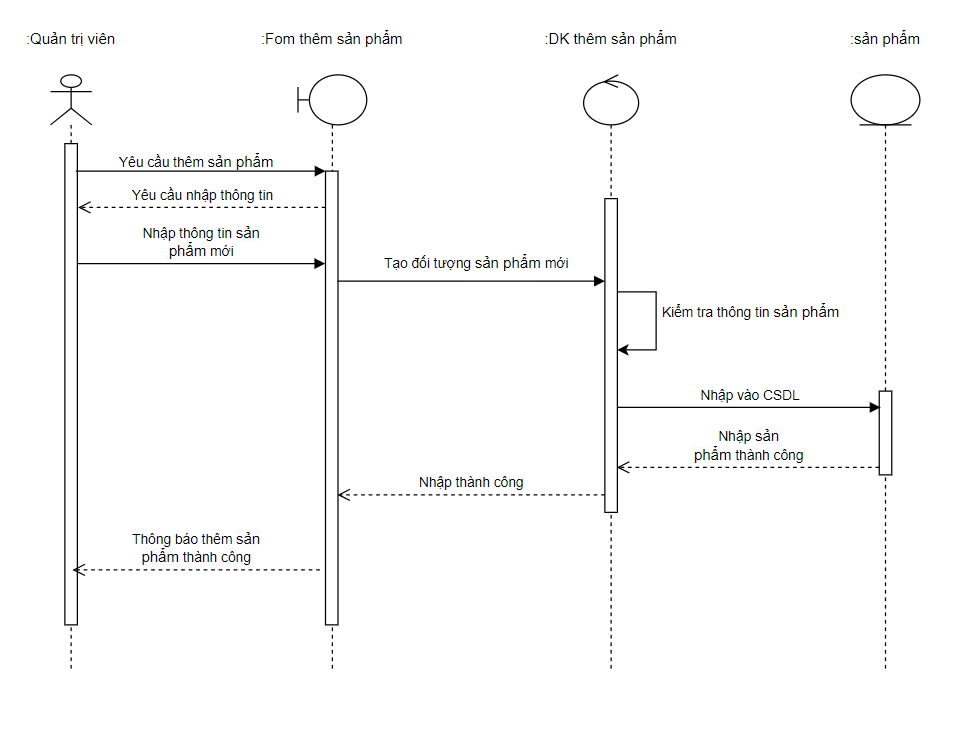 :Quản trị viên
:Fom thêm sản phẩm
:DK thêm sản phẩm
:sản phẩm
Yêu cầu thêm sản phẩm
Yêu cầu nhập thông tin
Nhập thông tin sản
phẩm mới
Tạo đối tượng sản phẩm mới
Kiểm tra thông tin sản phẩm
Nhập vào CSDL
Nhập sản
phẩm thành công
Nhập thành công
Thông báo thêm sản
phẩm thành công